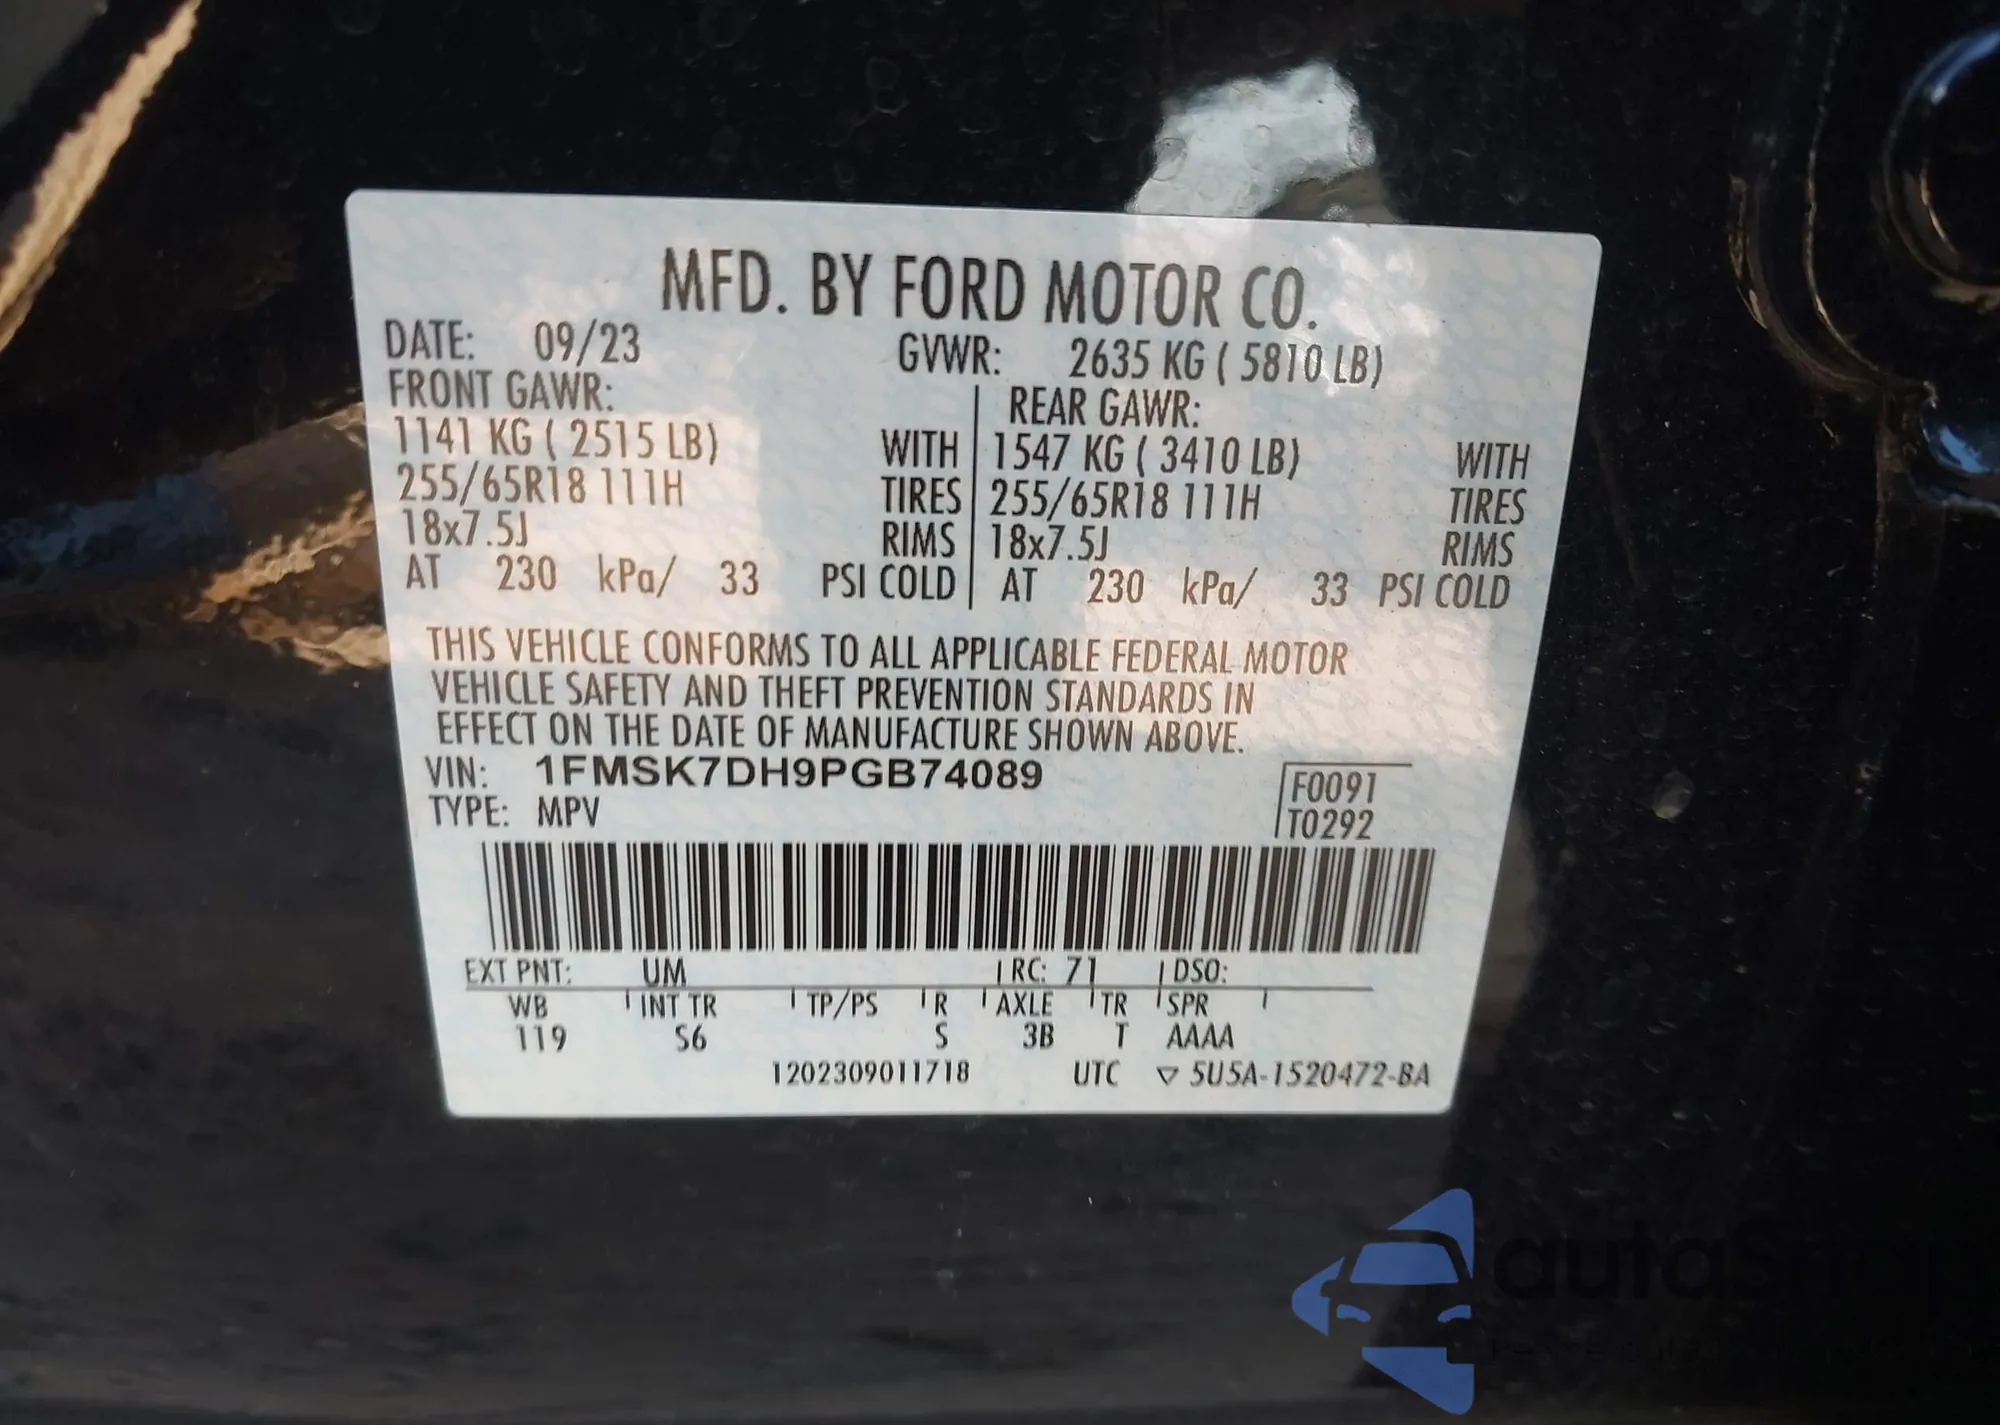 MFD. BY FORD MOTOR CO.
DATE: 09/23 GVWR: 2635 KG ( 5810 LB)
FRONT GAWR: REAR GAWR:
1141 KG ( 2515 LB) WITH 1547 KG ( 3410 LB) WITH
255/65R18 111H TIRES 255/65R18 111H TIRES
18x7.5J RIMS 18x7.5J RIMS
AT 230 kPa/ 33 PSI COLD AT 230 kPa/ 33 PSI COLD
THIS VEHICLE CONFORMS TO ALL APPLICABLE FEDERAL MOTOR
VEHICLE SAFETY AND THEFT PREVENTION STANDARDS IN
EFFECT ON THE DATE OF MANUFACTURE SHOWN ABOVE.
VIN: 1FMSK7DH9PGB74089 F0091
TYPE: MPV T0292
EXT PNT: UM RC: 71 DSO:
WB INT TR TP/PS R AXLE TR SPR
119 S6 S 3B T AAAA
1202309011718 UTC ▽ 5U5A-1520472-BA